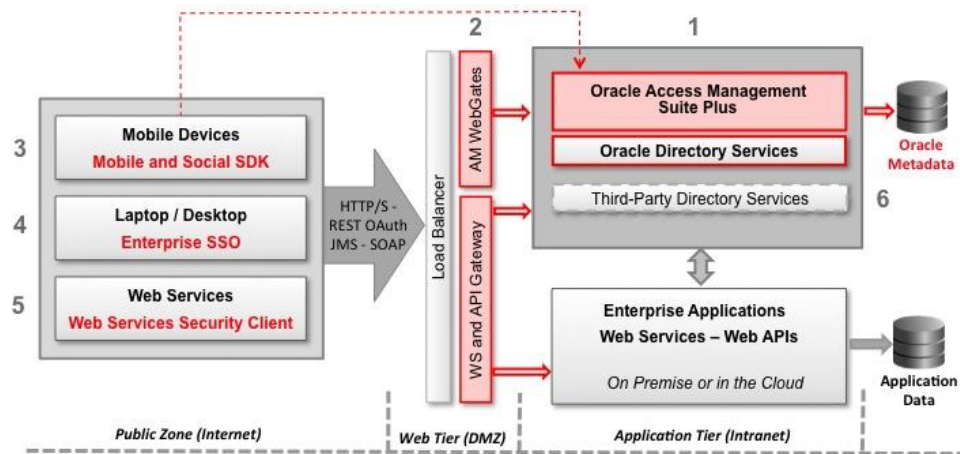 2
1
3
Mobile Devices
Mobile and Social SDK
4
Laptop / Desktop
Enterprise SSO
5
Web Services
Web Services Security Client
HTTP/S -
REST OAuth
JMS - SOAP
Load Balancer
AM WebGates
WS and API Gateway
Oracle Access Management
Suite Plus
Oracle Directory Services
Third-Party Directory Services
Oracle
Metadata
6
Enterprise Applications
Web Services – Web APIs
On Premise or in the Cloud
Application
Data
Public Zone (Internet)
Web Tier (DMZ)
Application Tier (Intranet)